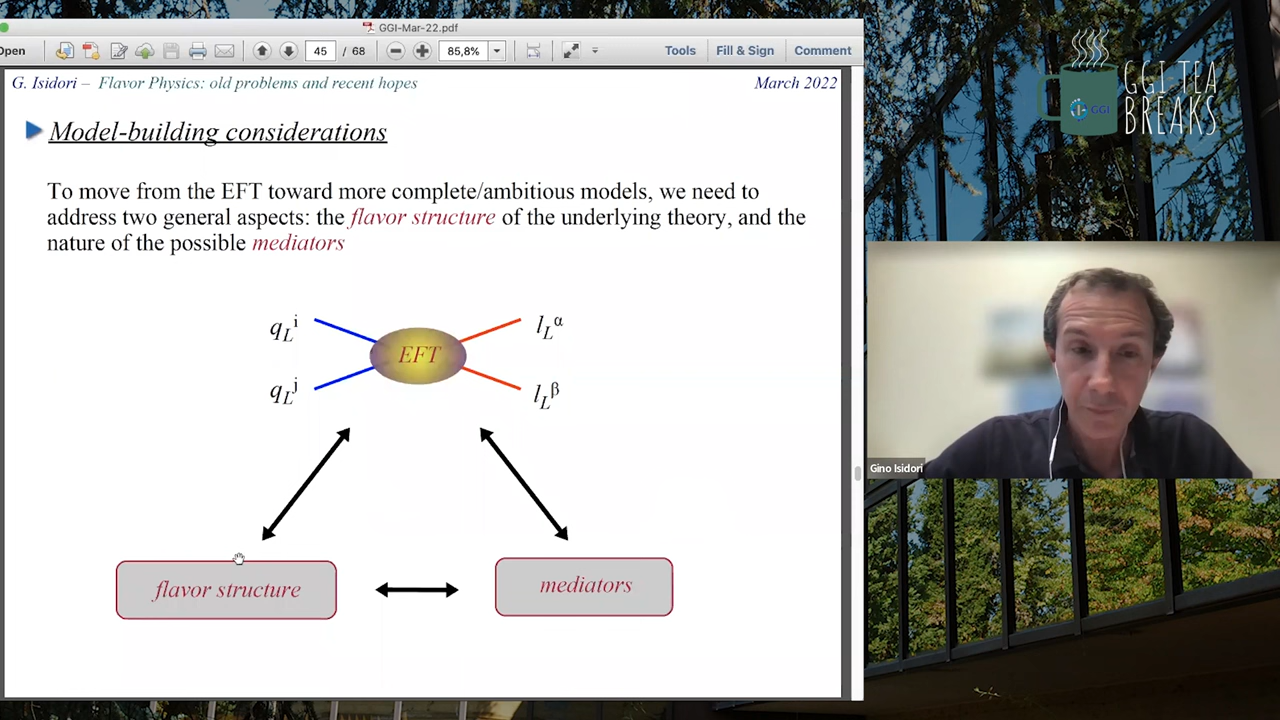 GGI-Mar-22.pdf
Open
45 / 68
85,8%
Tools
Fill & Sign
Comment
G. Isidori – Flavor Physics: old problems and recent hopes
March 2022
Model-building considerations
To move from the EFT toward more complete/ambitious models, we need to
address two general aspects: the flavor structure of the underlying theory, and the
nature of the possible mediators
q_L^i
l_L^α
EFT
q_L^j
l_L^β
flavor structure
mediators
GGI TEA
BREAKS
GGI
Gino Isidori